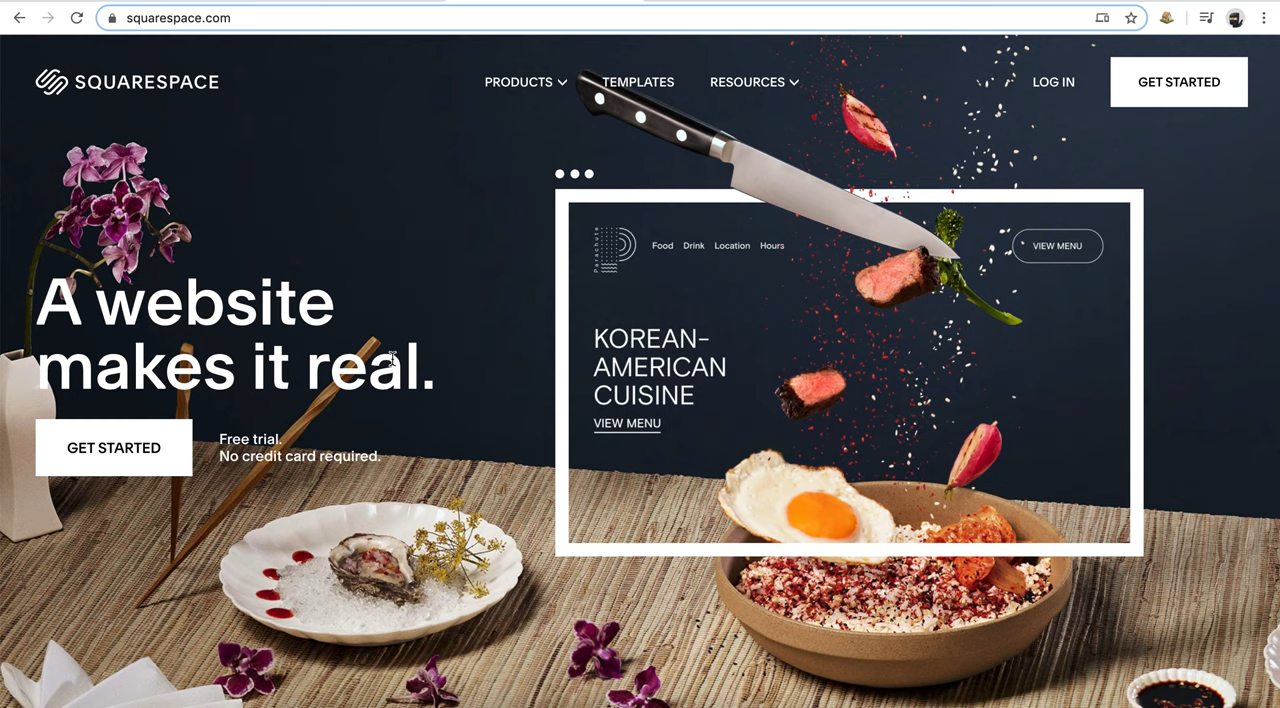 squarespace.com
SQUARESPACE
PRODUCTS
TEMPLATES
RESOURCES
LOG IN
GET STARTED
A website
makes it real.
GET STARTED
Free trial.
No credit card required.
Parachute
Food
Drink
Location
Hours
VIEW MENU
KOREAN-
AMERICAN
CUISINE
VIEW MENU